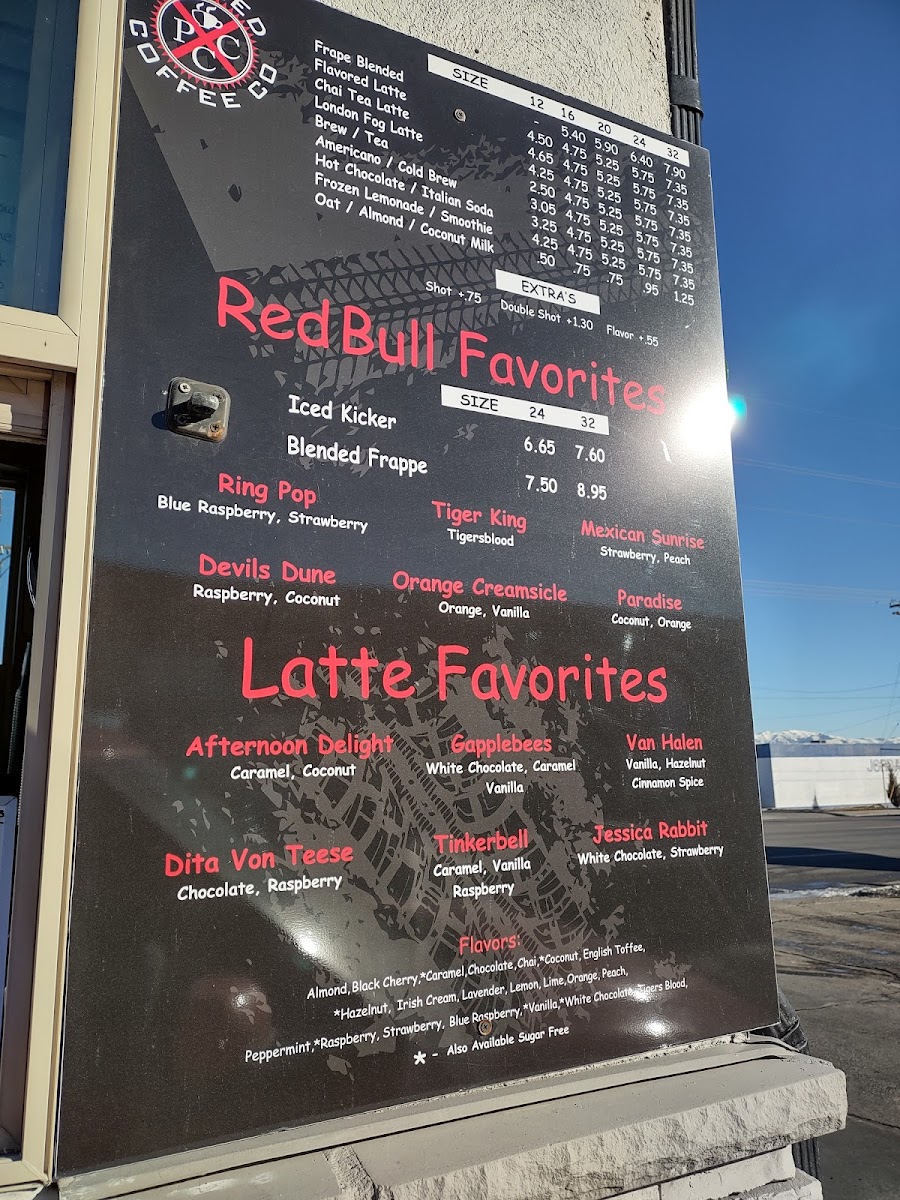 PCCC
COFFEE CO
SIZE 12 16 20 24 32
Frape Blended - 5.40 5.90 6.40 7.90
Flavored Latte 4.50 4.75 5.25 5.75 7.35
Chai Tea Latte 4.65 4.75 5.25 5.75 7.35
London Fog Latte 4.25 4.75 5.25 5.75 7.35
Brew / Tea 2.50 4.75 5.25 5.75 7.35
Americano / Cold Brew 3.05 4.75 5.25 5.75 7.35
Hot Chocolate / Italian Soda 3.25 4.75 5.25 5.75 7.35
Frozen Lemonade / Smoothie 4.25 4.75 5.25 5.75 7.35
Oat / Almond / Coconut Milk .50 .75 .75 .95 1.25
EXTRA'S
Shot +.75 Double Shot +1.30 Flavor +.55
RedBull Favorites
SIZE 24 32
Iced Kicker 6.65 7.60
Blended Frappe 7.50 8.95
Ring Pop Tiger King Mexican Sunrise
Blue Raspberry, Strawberry Tigersblood Strawberry, Peach
Devils Dune Orange Creamsicle Paradise
Raspberry, Coconut Orange, Vanilla Coconut, Orange
Latte Favorites
Afternoon Delight Gapplebees Van Halen
Caramel, Coconut White Chocolate, Caramel Vanilla, Hazelnut
Vanilla Cinnamon Spice
Dita Von Teese Tinkerbell Jessica Rabbit
Chocolate, Raspberry Caramel, Vanilla White Chocolate, Strawberry
Raspberry
Flavors:
Almond, Black Cherry,*Caramel,Chocolate,Chai,*Coconut, English Toffee,
*Hazelnut, Irish Cream, Lavender, Lemon, Lime,Orange, Peach,
Peppermint,*Raspberry, Strawberry, Blue Raspberry,*Vanilla,*White Chocolate, Tigers Blood,
* - Also Available Sugar Free